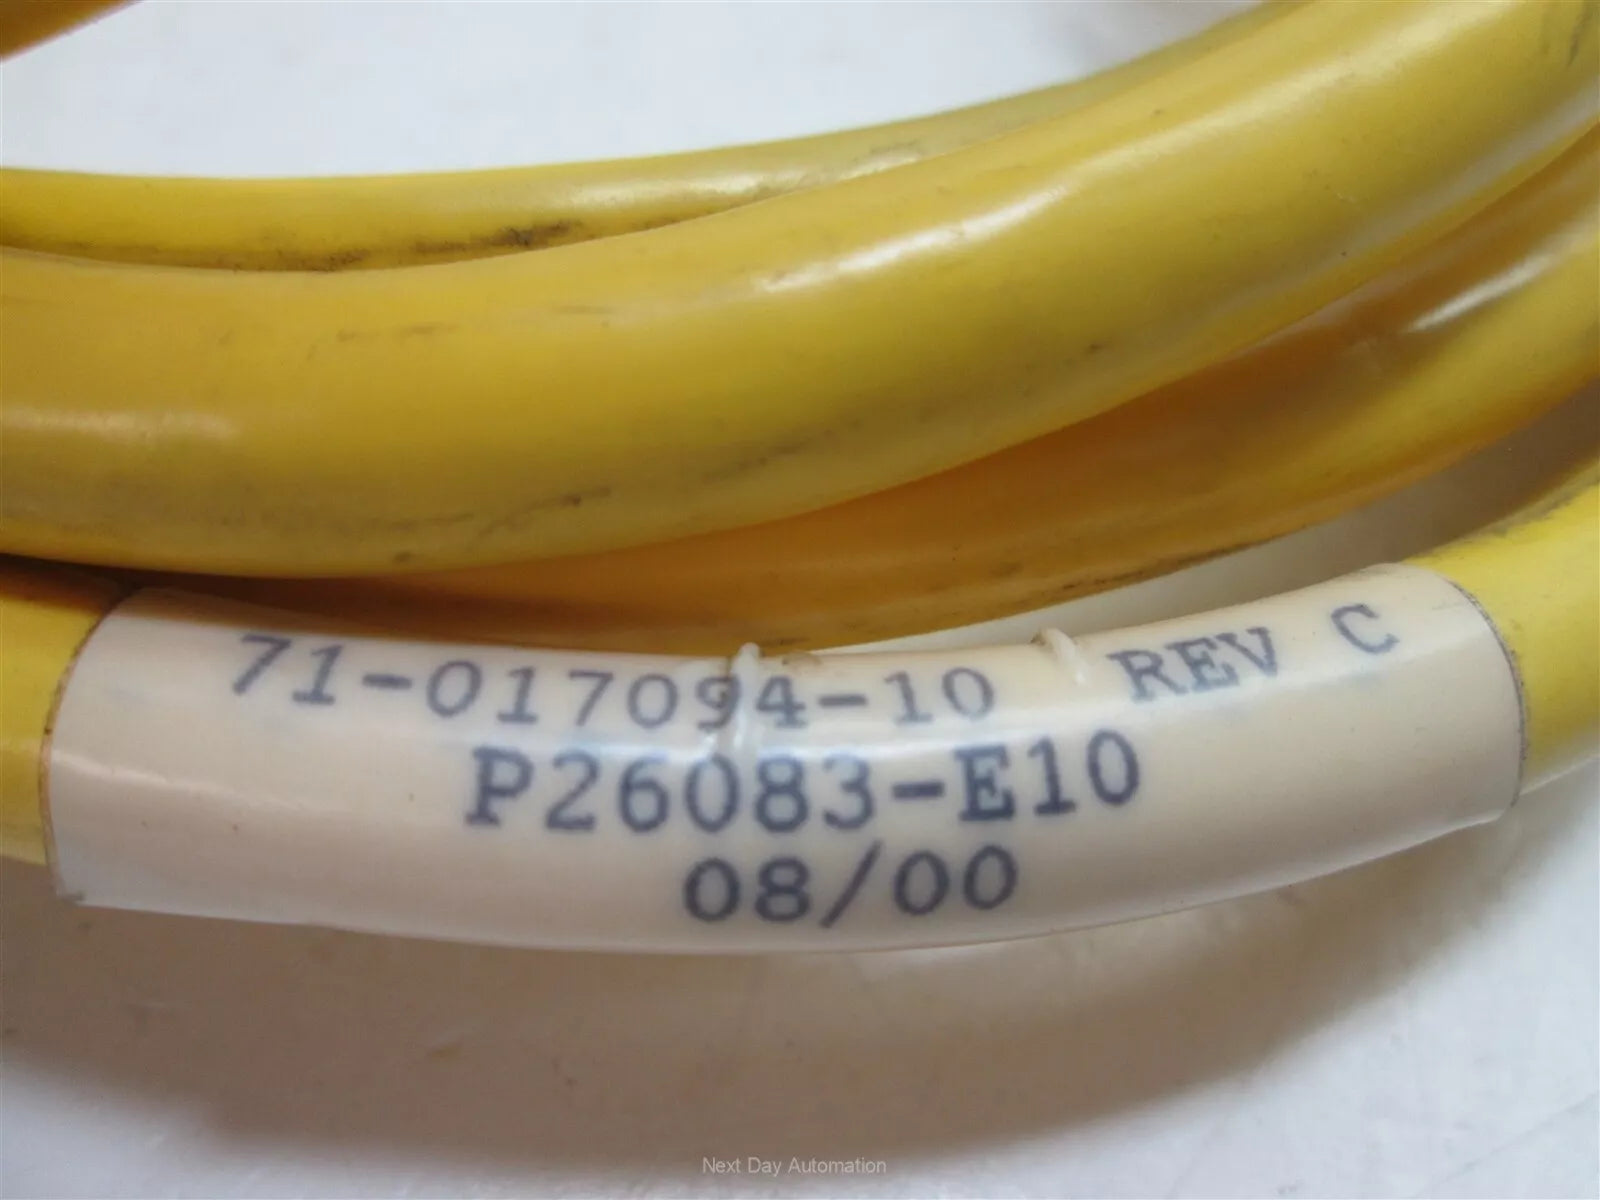 71-017094-10 REV C
P26083-E10
08/00
Next Day Automation